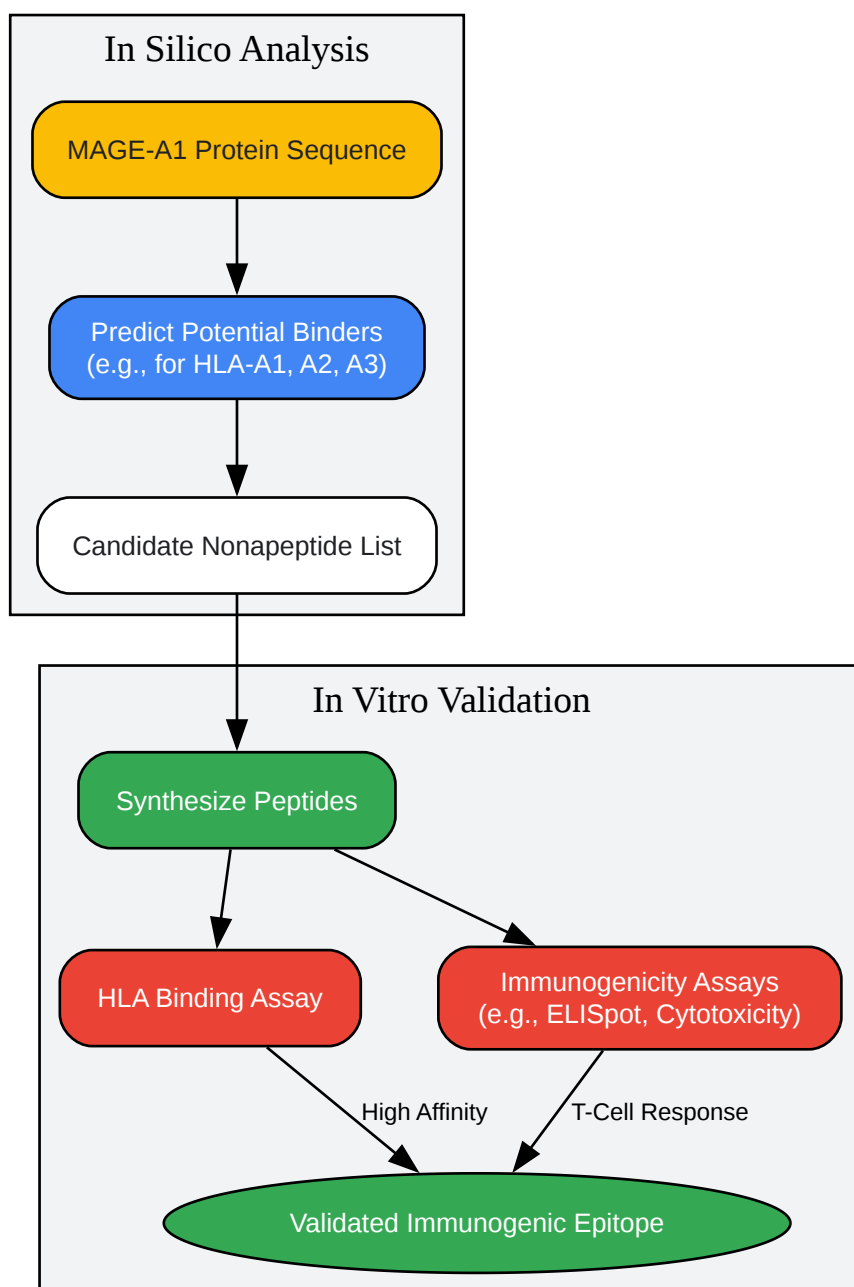 In Silico Analysis
MAGE-A1 Protein Sequence
Predict Potential Binders
(e.g., for HLA-A1, A2, A3)
Candidate Nonapeptide List
In Vitro Validation
Synthesize Peptides
HLA Binding Assay
Immunogenicity Assays
(e.g., ELISpot, Cytotoxicity)
High Affinity
T-Cell Response
Validated Immunogenic Epitope